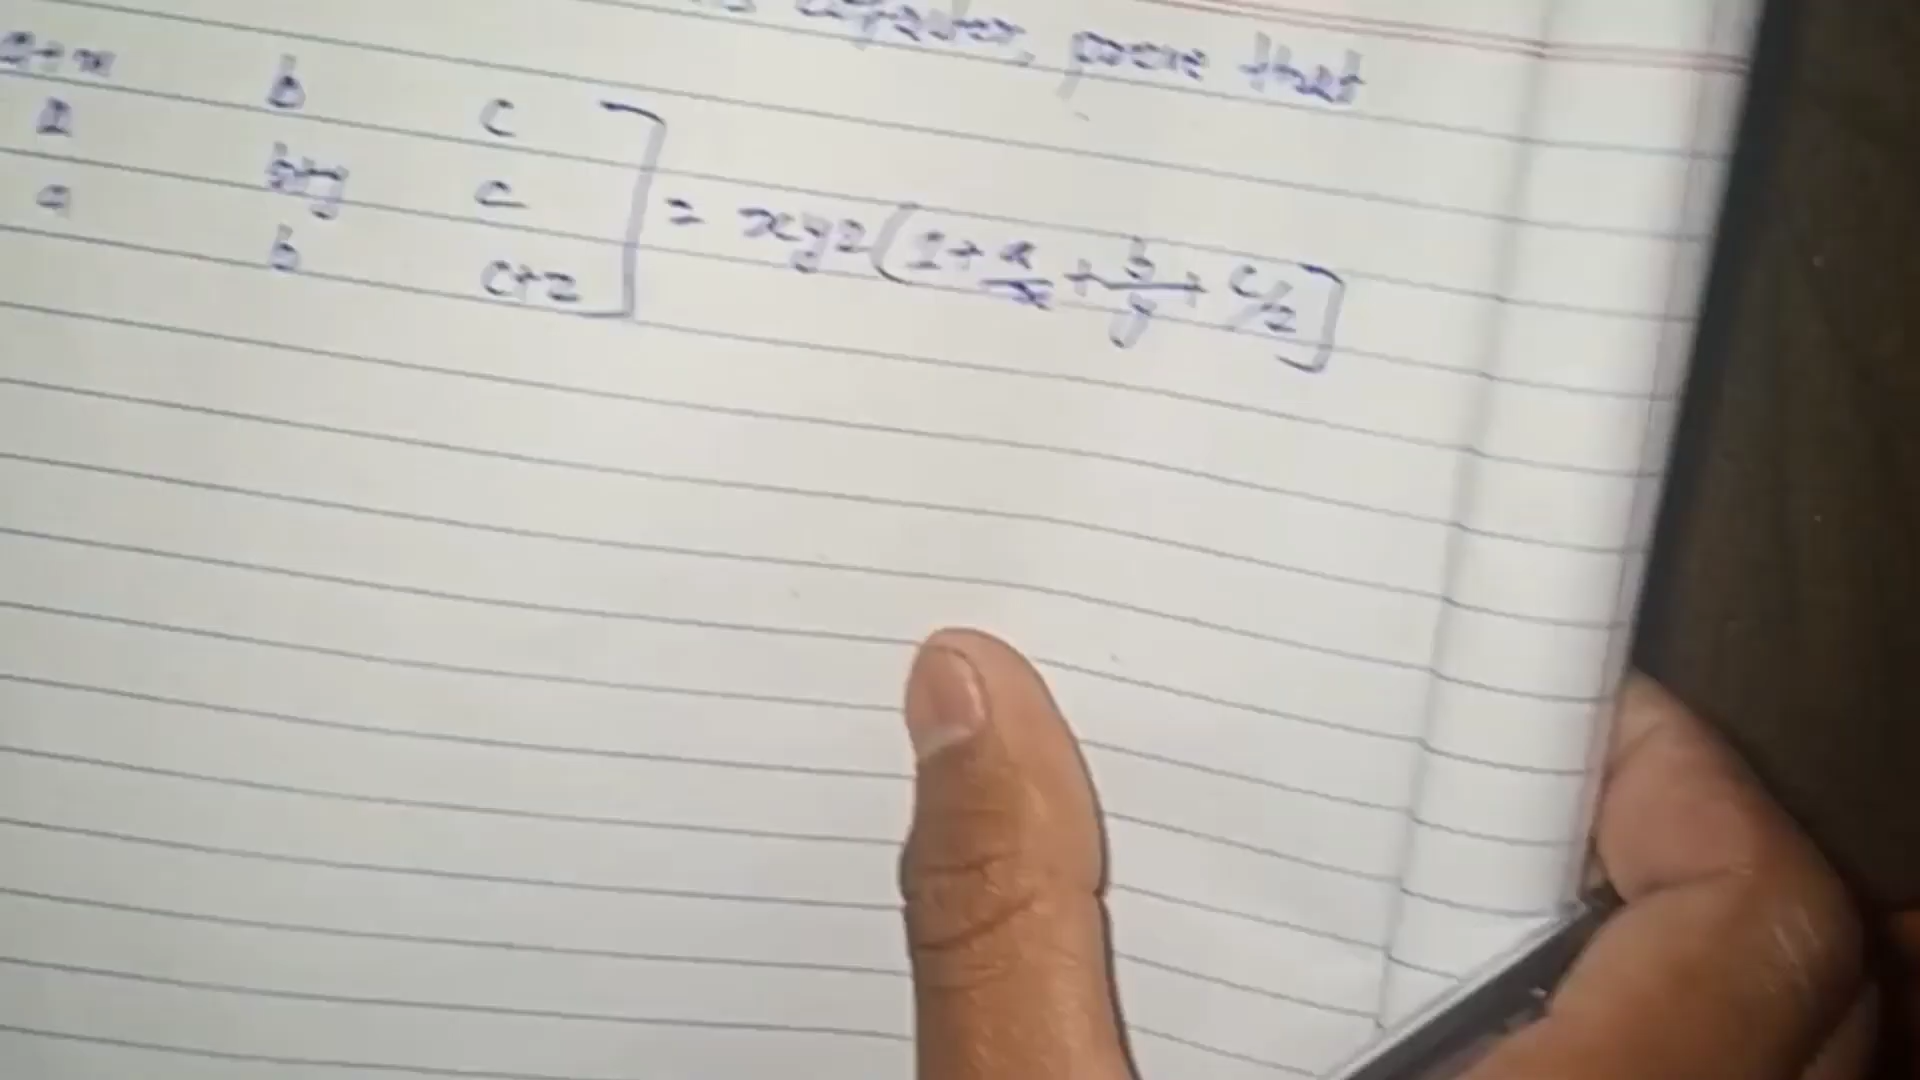 prove that
a+x b c
a b+y c
a b c+z ] = xyz(1+a/x+b/y+c/z]